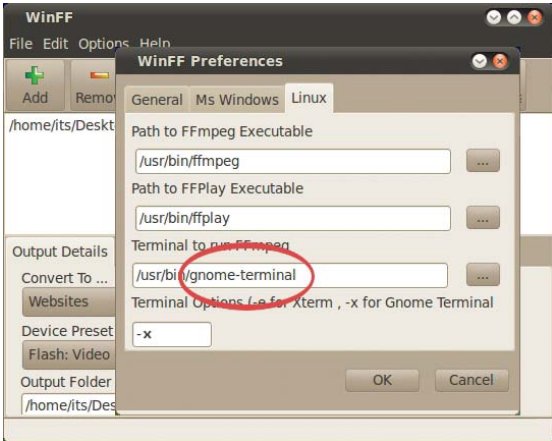 WinFF
File Edit Options Help
WinFF Preferences
Add Remo
General Ms Windows Linux
/home/its/Deskt
Path to FFmpeg Executable
/usr/bin/ffmpeg
...
Path to FFPlay Executable
/usr/bin/ffplay
...
Output Details
Terminal to run FFmpeg
/usr/bin/gnome-terminal
...
Convert To ...
Websites
Terminal Options (-e for Xterm , -x for Gnome Terminal
-x
Device Preset
Flash: Video
OK Cancel
Output Folder
/home/its/Des